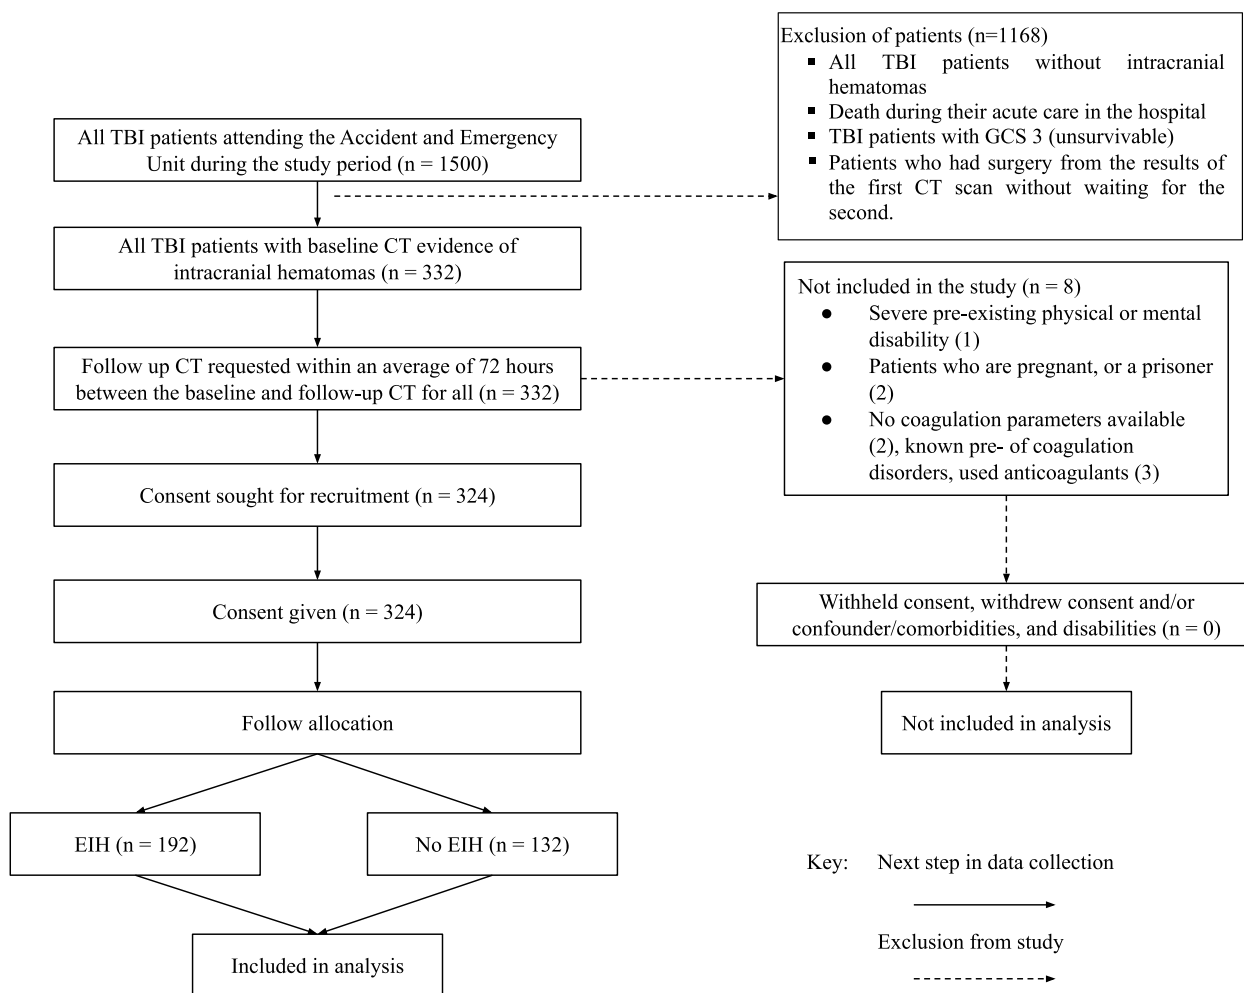 Exclusion of patients (n=1168)
▪ All TBI patients without intracranial
hematomas
▪ Death during their acute care in the hospital
▪ TBI patients with GCS 3 (unsurvivable)
▪ Patients who had surgery from the results of
the first CT scan without waiting for the
second.
All TBI patients attending the Accident and Emergency
Unit during the study period (n = 1500)
All TBI patients with baseline CT evidence of
intracranial hematomas (n = 332)
Not included in the study (n = 8)
● Severe pre-existing physical or mental
disability (1)
● Patients who are pregnant, or a prisoner
(2)
● No coagulation parameters available
(2), known pre- of coagulation
disorders, used anticoagulants (3)
Follow up CT requested within an average of 72 hours
between the baseline and follow-up CT for all (n = 332)
Consent sought for recruitment (n = 324)
Consent given (n = 324)
Withheld consent, withdrew consent and/or
confounder/comorbidities, and disabilities (n = 0)
Follow allocation
Not included in analysis
EIH (n = 192)
No EIH (n = 132)
Key: Next step in data collection
Exclusion from study
Included in analysis